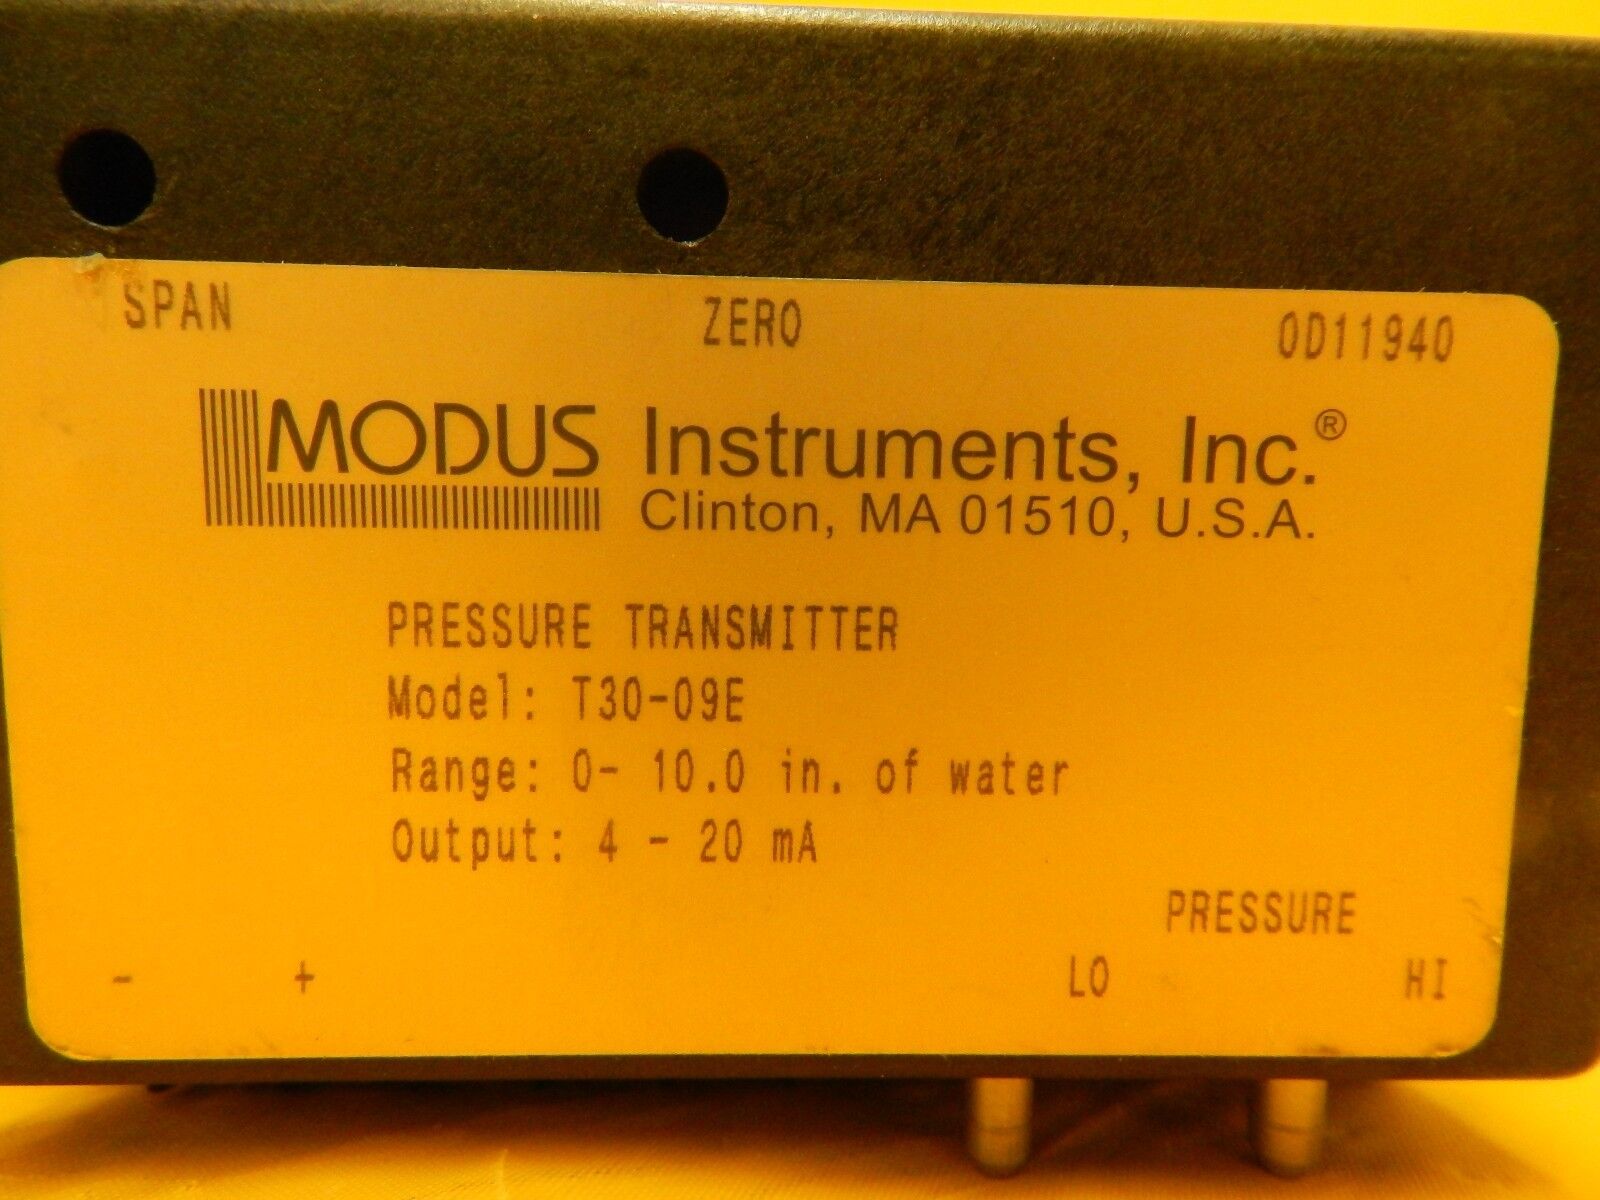 SPAN ZERO 0D11940
MODUS Instruments, Inc.®
Clinton, MA 01510, U.S.A.
PRESSURE TRANSMITTER
Model: T30-09E
Range: 0- 10.0 in. of water
Output: 4 - 20 mA
PRESSURE
- + LO HI